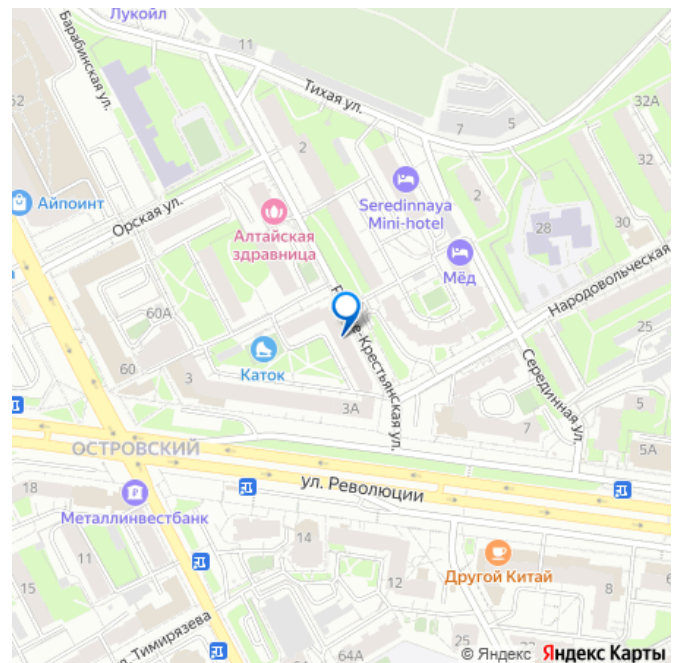 Лукойл
Барабинская ул.
11
Тихая ул.
52
7
5
32А
2
32
Айпоинт
Орская ул.
Seredinnaya
Mini-hotel
2
28
30
Алтайская
здравница
Мёд
Народовольческая
60А
е-Крестьянская ул.
25
60
3
Каток
3А
Серединная ул.
7
5
5А
ОСТРОВСКИЙ
18
ул. Революции
Металлинвестбанк
14
11
15
12
Другой Китай
8
Тимирязева
64А
25
© Яндекс Яндекс Карты